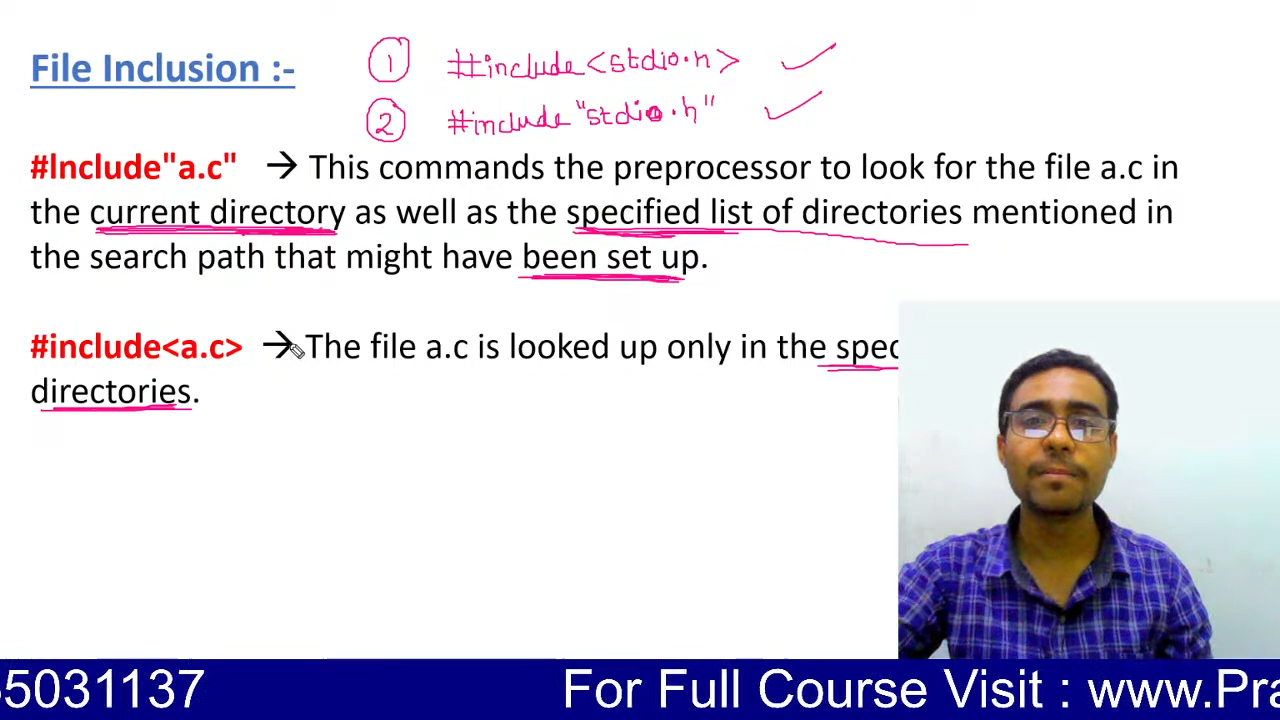 File Inclusion :-
1 #include<stdio.h>
2 #include"stdio.h"
#Include"a.c" → This commands the preprocessor to look for the file a.c in
the current directory as well as the specified list of directories mentioned in
the search path that might have been set up.
#include<a.c> → The file a.c is looked up only in the
directories.
5031137 For Full Course Visit : www.Pra